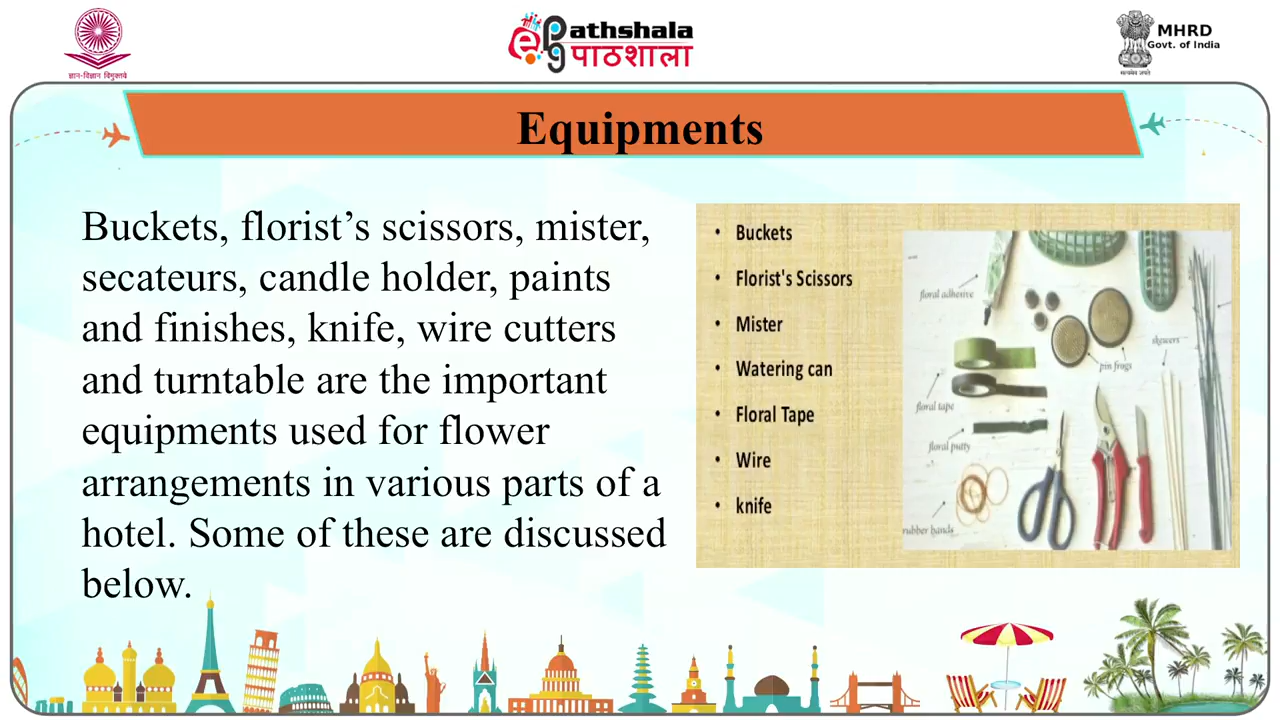 ज्ञान-विज्ञान विमुक्तये
ePg Pathshala
पाठशाला
MHRD
Govt. of India
सत्यमेव जयते
Equipments
Buckets, florist’s scissors, mister,
secateurs, candle holder, paints
and finishes, knife, wire cutters
and turntable are the important
equipments used for flower
arrangements in various parts of a
hotel. Some of these are discussed
below.
• Buckets
• Florist's Scissors
• Mister
• Watering can
• Floral Tape
• Wire
• knife
floral adhesive
skewers
pin frogs
floral tape
floral putty
rubber bands